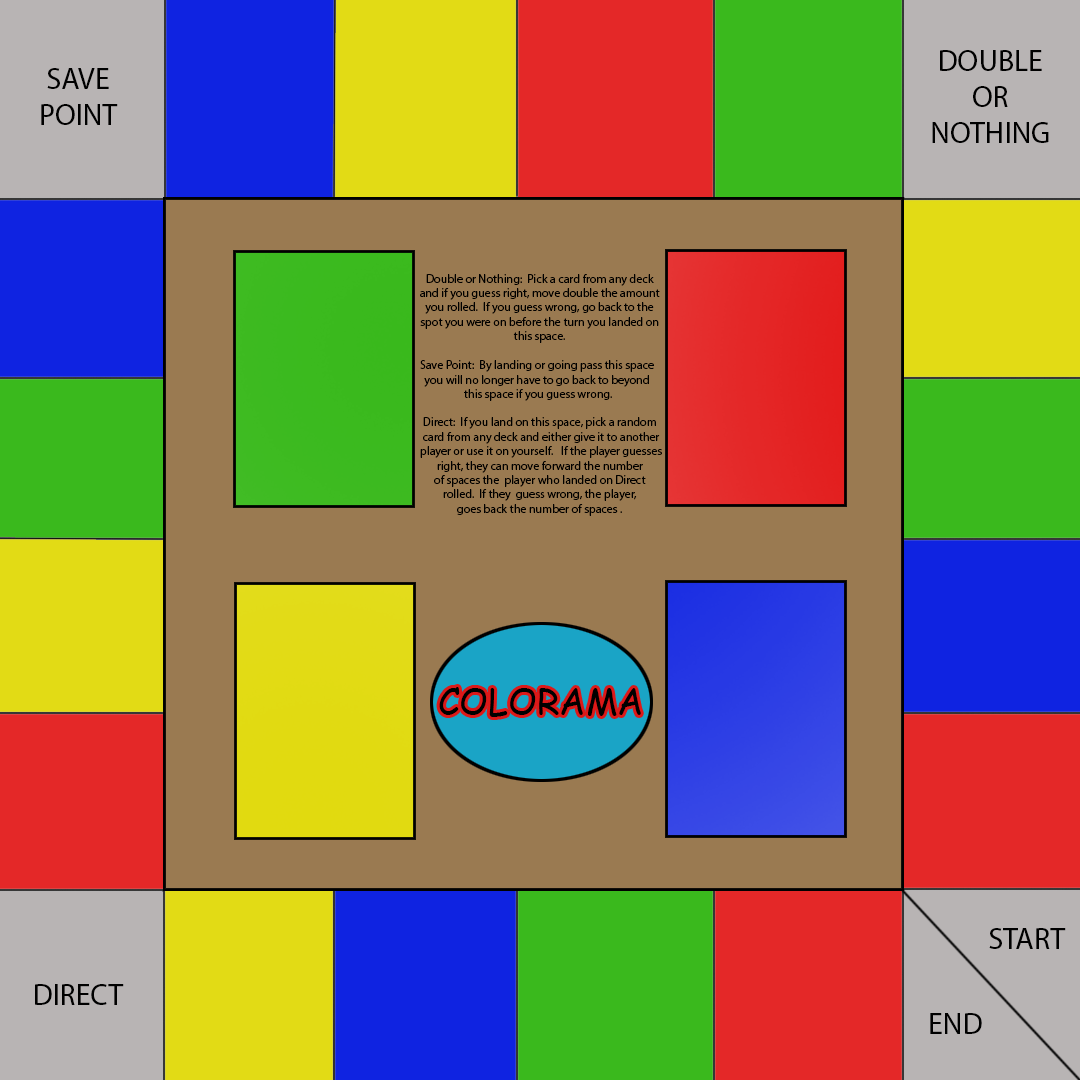 SAVE
POINT
DOUBLE
OR
NOTHING
Double or Nothing:  Pick a card from any deck
and if you guess right, move double the amount
you rolled.  If you guess wrong, go back to the
spot you were on before the turn you landed on
this space.
Save Point:  By landing or going pass this space
you will no longer have to go back to beyond
this space if you guess wrong.
Direct:  If you land on this space, pick a random
card from any deck and either give it to another
player or use it on yourself.   If the player guesses
right, they can move forward the number
of spaces the  player who landed on Direct
rolled.  If they  guess wrong, the player,
goes back the number of spaces .
COLORAMA
DIRECT
START
END